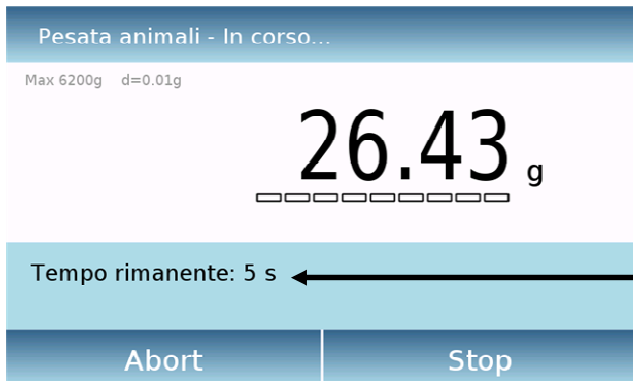 Pesata animali - In corso...
Max 6200g d=0.01g
26.43 g
Tempo rimanente: 5 s
Abort Stop